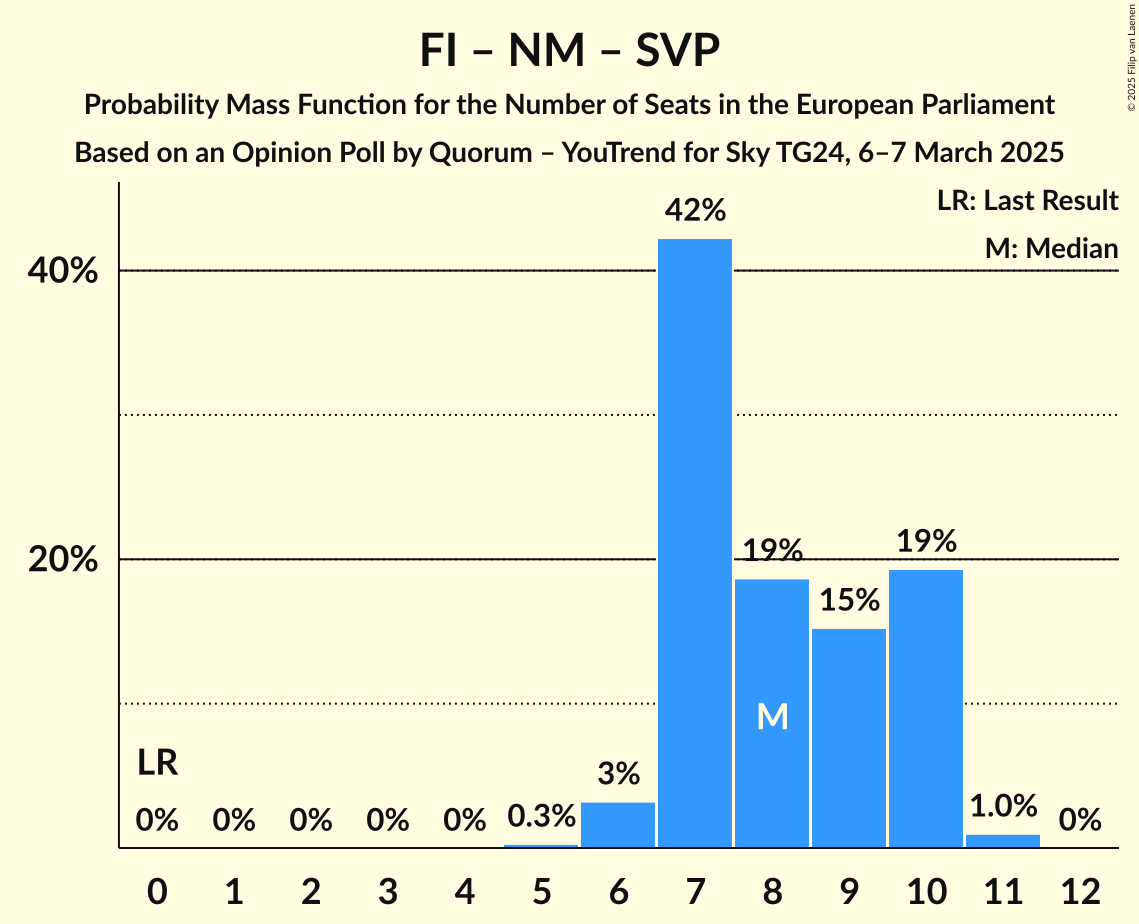 FI – NM – SVP
Probability Mass Function for the Number of Seats in the European Parliament
Based on an Opinion Poll by Quorum – YouTrend for Sky TG24, 6–7 March 2025
© 2025 Filip van Laenen
LR: Last Result
M: Median
42%
40%
20%
19%
19%
15%
M
LR
3%
0% 0% 0% 0% 0% 0.3% 1.0% 0%
0 1 2 3 4 5 6 7 8 9 10 11 12